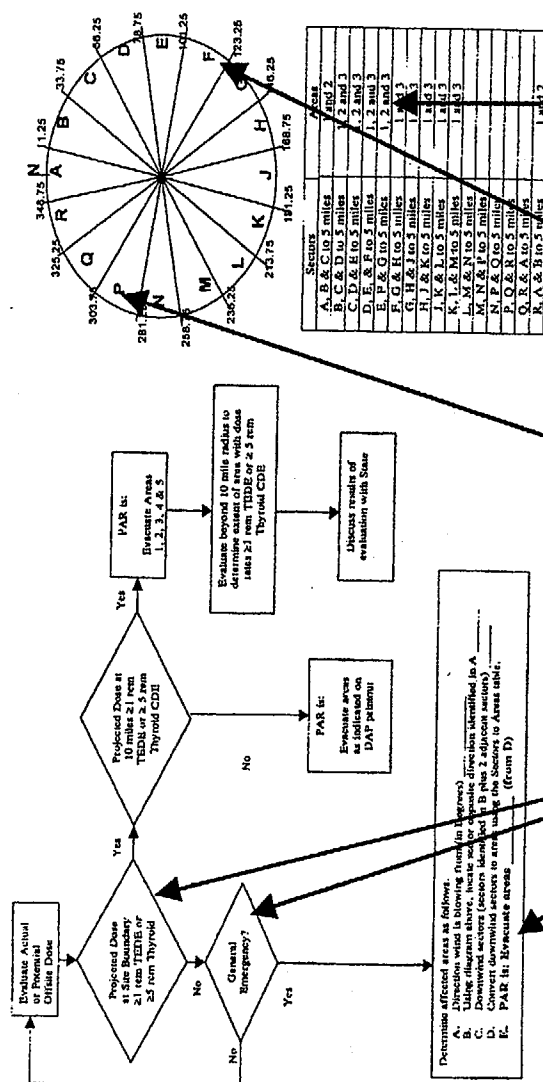 Evaluate Actual
or Potential
Offsite Dose
Projected Dose
at Site Boundary
≥1 rem TEDE or
≥5 rem Thyroid
Yes
No
General
Emergency?
No
Yes
Projected Dose at
10 miles ≥1 rem
TEDE or ≥ 5 rem
Thyroid CDE
Yes
No
PAR is:
Evacuate Areas
1, 2, 3, 4 & 5
Evaluate beyond 10 mile radius to
determine extent of area with dose
rates ≥1 rem TEDE or ≥ 5 rem
Thyroid CDE
Discuss results of
evaluation with State
PAR is:
Evacuate areas
as indicated on
DAP printout
Determine affected areas as follows.
A. Direction wind is blowing from (in Degrees)
B. Using diagram above, locate sector opposite direction identified in A
C. Downwind sectors (sectors identified in B plus 2 adjacent sectors)
D. Convert downwind sectors to areas using the Sectors to Areas table.
E. PAR is: Evacuate areas (from D)
N
348.75
11.25
33.75
56.25
78.75
101.25
123.25
168.75
191.25
213.75
236.25
303.75
325.25
A
B
C
D
E
F
G
H
J
K
L
M
N
P
Q
R
Sectors Areas
A, B & C to 5 miles 1 and 2
B, C & D to 5 miles 1, 2 and 3
C, D & E to 5 miles 1, 2 and 3
D, E, & F to 5 miles 1, 2 and 3
E, F & G to 5 miles 1, 2 and 3
F, G & H to 5 miles 1 and 3
G, H & J to 5 miles 1 and 3
H, J & K to 5 miles 1 and 3
J, K & L to 5 miles 1 and 3
K, L & M to 5 miles 1 and 3
L, M & N to 5 miles
M, N & P to 5 miles
N, P & Q to 5 miles
P, Q & R to 5 miles
Q, R & A to 5 miles
R, A & B to 5 miles 1 and 2